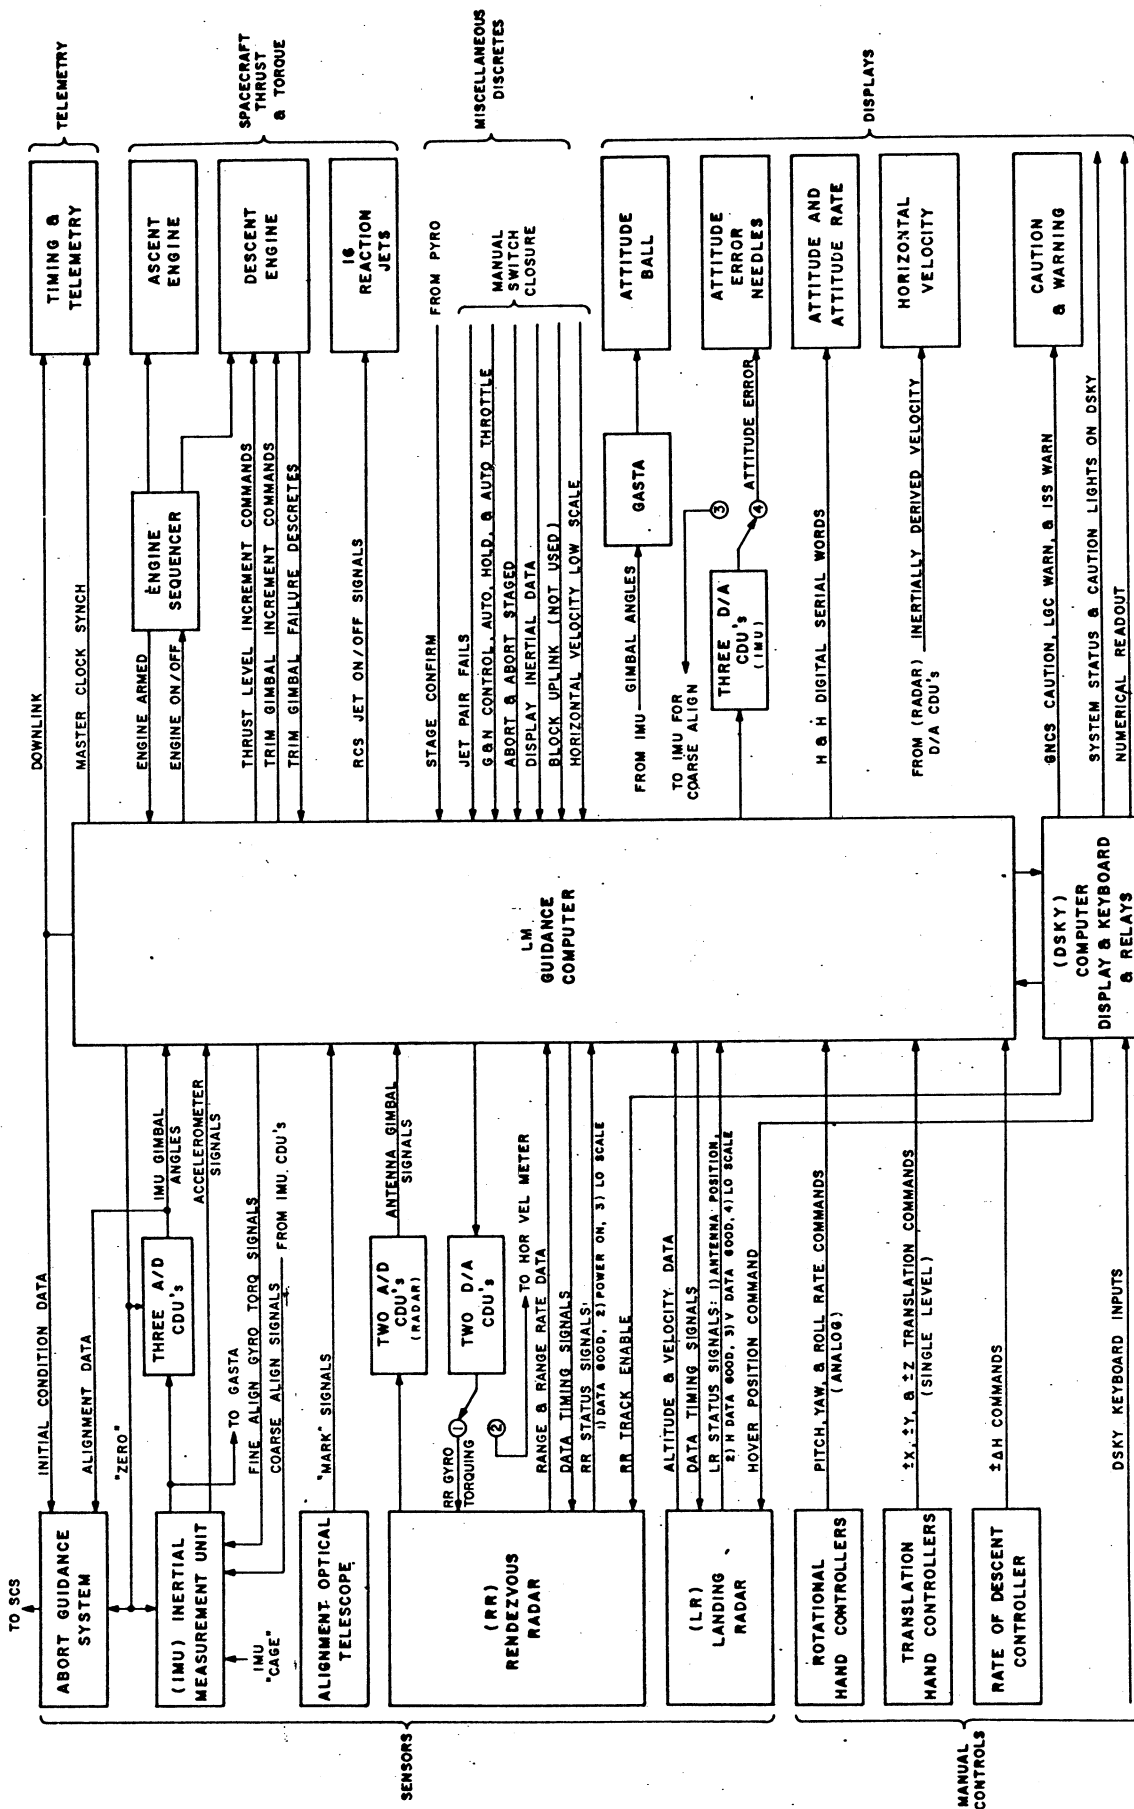 TO SCS
ABORT GUIDANCE
SYSTEM
(IMU) INERTIAL
MEASUREMENT UNIT
IMU
"CAGE"
ALIGNMENT OPTICAL
TELESCOPE
(RR)
RENDEZVOUS
RADAR
(LR)
LANDING
RADAR
SENSORS
ROTATIONAL
HAND CONTROLLERS
TRANSLATION
HAND CONTROLLERS
RATE OF DESCENT
CONTROLLER
MANUAL
CONTROLS
INITIAL CONDITION DATA
ALIGNMENT DATA
"ZERO"
THREE A/D
CDU's
IMU GIMBAL
ANGLES
ACCELEROMETER
SIGNALS
TO GASTA
FINE ALIGN GYRO TORQ SIGNALS
COARSE ALIGN SIGNALS
FROM IMU CDU's
"MARK" SIGNALS
TWO A/D
CDU's
(RADAR)
ANTENNA GIMBAL
SIGNALS
TWO D/A
CDU's
1
RR GYRO
TORQUING
2
TO HOR VEL METER
RANGE & RANGE RATE DATA
DATA TIMING SIGNALS
RR STATUS SIGNALS:
1) DATA GOOD, 2) POWER ON, 3) LO SCALE
RR TRACK ENABLE
ALTITUDE & VELOCITY DATA
DATA TIMING SIGNALS
LR STATUS SIGNALS: 1) ANTENNA POSITION,
2) H DATA GOOD, 3) V DATA GOOD, 4) LO SCALE
HOVER POSITION COMMAND
PITCH, YAW, & ROLL RATE COMMANDS
(ANALOG)
±X, ±Y, & ±Z TRANSLATION COMMANDS
(SINGLE LEVEL)
±ΔH COMMANDS
DSKY KEYBOARD INPUTS
LM
GUIDANCE
COMPUTER
(DSKY)
COMPUTER
DISPLAY & KEYBOARD
& RELAYS
DOWNLINK
MASTER CLOCK SYNCH
ENGINE ARMED
ENGINE ON/OFF
ENGINE
SEQUENCER
THRUST LEVEL INCREMENT COMMANDS
TRIM GIMBAL INCREMENT COMMANDS
TRIM GIMBAL FAILURE DESCRETES
RCS JET ON/OFF SIGNALS
STAGE CONFIRM
FROM PYRO
JET PAIR FAILS
G&N CONTROL, AUTO, HOLD, & AUTO THROTTLE
ABORT & ABORT STAGED
DISPLAY INERTIAL DATA
BLOCK UPLINK (NOT USED)
HORIZONTAL VELOCITY LOW SCALE
MANUAL
SWITCH
CLOSURE
FROM IMU
GIMBAL ANGLES
GASTA
TO IMU FOR
COARSE ALIGN
3
THREE D/A
CDU's
(IMU)
4
ATTITUDE ERROR
H & Ḣ DIGITAL SERIAL WORDS
FROM (RADAR) INERTIALLY DERIVED VELOCITY
D/A CDU's
GNCS CAUTION, LGC WARN, & ISS WARN
SYSTEM STATUS & CAUTION LIGHTS ON DSKY
NUMERICAL READOUT
TIMING &
TELEMETRY
ASCENT
ENGINE
DESCENT
ENGINE
16
REACTION
JETS
ATTITUDE
BALL
ATTITUDE
ERROR
NEEDLES
ATTITUDE AND
ATTITUDE RATE
HORIZONTAL
VELOCITY
CAUTION
& WARNING
TELEMETRY
SPACECRAFT
THRUST
& TORQUE
MISCELLANEOUS
DISCRETES
DISPLAYS